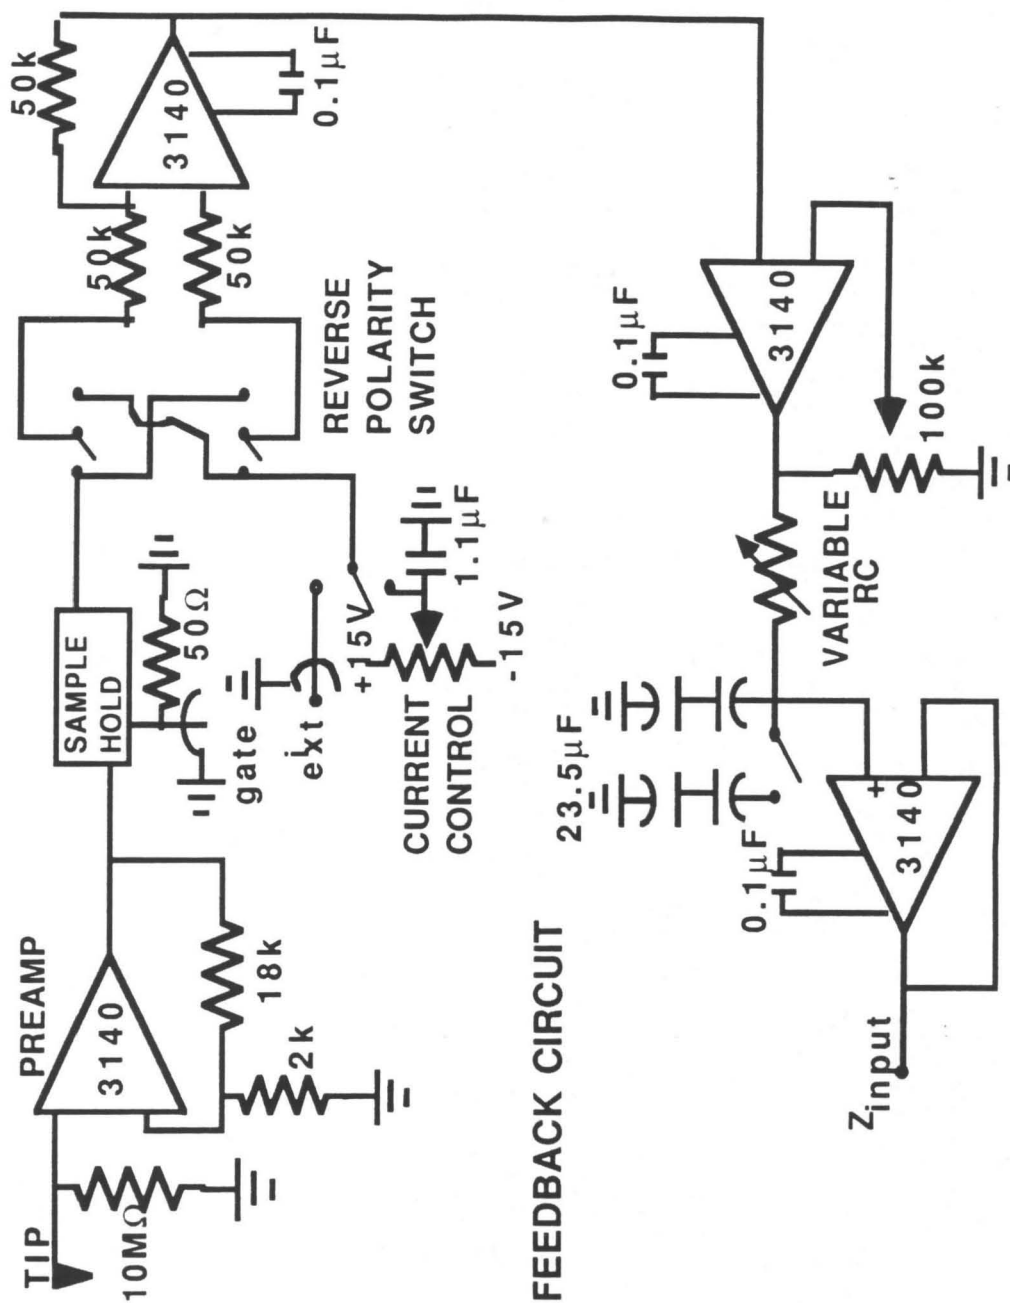 FEEDBACK CIRCUIT
TIP
10MΩ
PREAMP
3140
18k
2k
SAMPLE
HOLD
50Ω
gate
ext
i
+15V
-15V
CURRENT
CONTROL
1.1µF
REVERSE
POLARITY
SWITCH
50k
50k
50k
3140
0.1µF
3140
0.1µF
100k
VARIABLE
RC
23.5µF
+
3140
0.1µF
Zinput